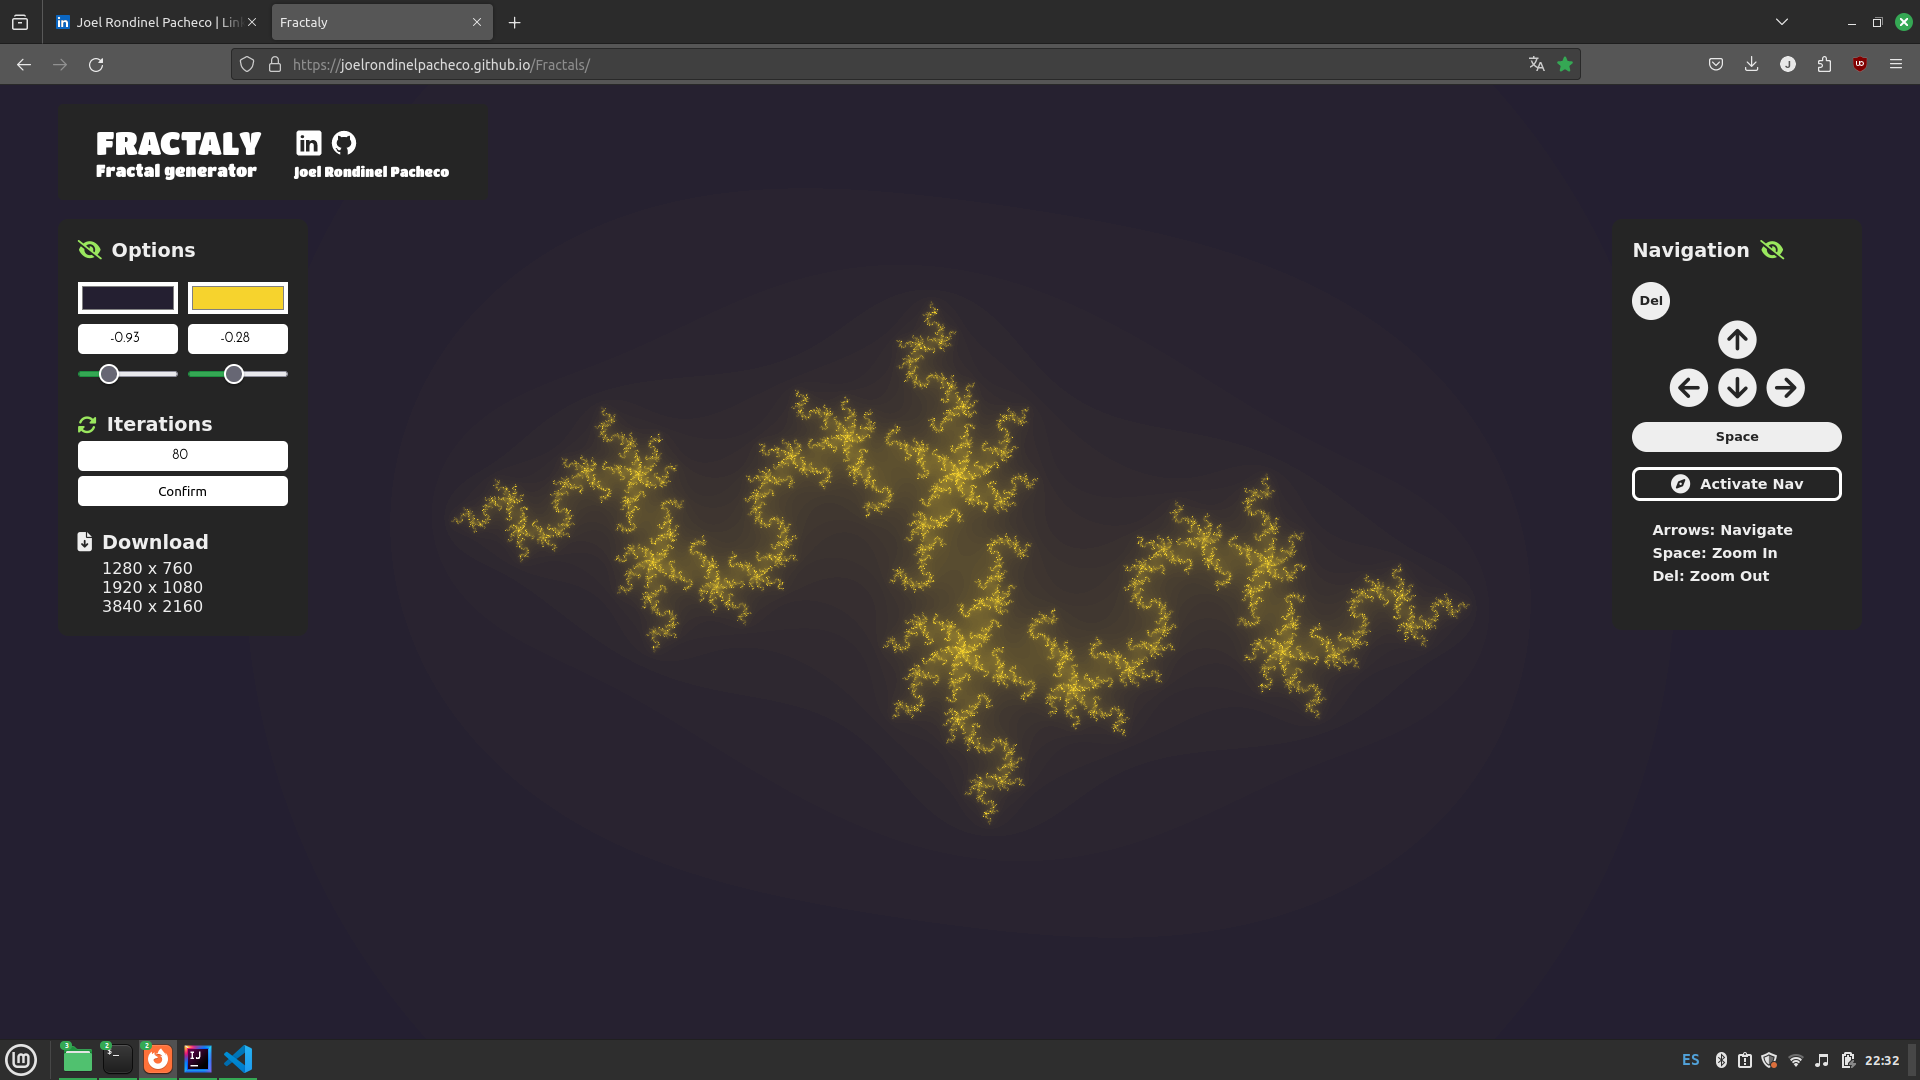 Joel Rondinel Pacheco | Lin
Fractaly
https://joelrondinelpacheco.github.io/Fractals/
FRACTALY
Fractal generator
Joel Rondinel Pacheco
Options
-0.93
-0.28
Iterations
80
Confirm
Download
1280 x 760
1920 x 1080
3840 x 2160
Navigation
Del
Space
Activate Nav
Arrows: Navigate
Space: Zoom In
Del: Zoom Out
ES
22:32